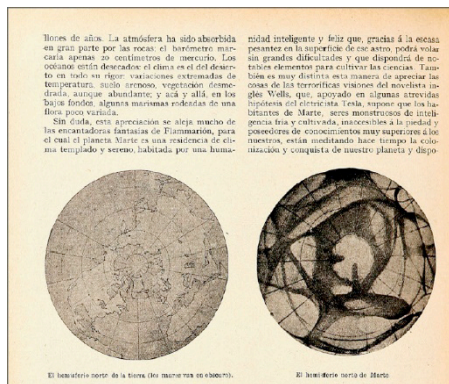 llones de años. La atmósfera ha sido absorbida
en gran parte por las rocas; el barómetro mar-
caría apenas 20 centímetros de mercurio. Los
océanos están desecados; el clima es el del desier-
to en todo su rigor: variaciones extremadas de
temperatura, suelo arenoso, vegetación desme-
drada, aunque abundante; y acá y allá, en los
bajos fondos, algunas marismas rodeadas de una
flora poco variada.
Sin duda, esta apreciación se aleja mucho de
las encantadoras fantasías de Flammarión, para
el cual el planeta Marte es una residencia de cli-
ma templado y sereno, habitada por una huma-
nidad inteligente y feliz que, gracias á la escasa
pesantez en la superficie de ese astro, podrá volar
sin grandes dificultades y que dispondrá de no-
tables elementos para cultivar las ciencias. Tam-
bién es muy distinta esta manera de apreciar las
cosas de las terroríficas visiones del novelista in-
glés Wells, que, apoyado en algunas atrevidas
hipótesis del eletricista Tesla, supone que los ha-
bitantes de Marte, seres monstruosos de inteli-
gencia fría y cultivada, inaccesibles á la piedad y
poseedores de conocimientos muy superiores á los
nuestros, están meditando hace tiempo la colo-
nización y conquista de nuestro planeta y dispo-
El hemisferio norte de la tierra (los mares van en obscuro).
El hemisferio norte de Marte